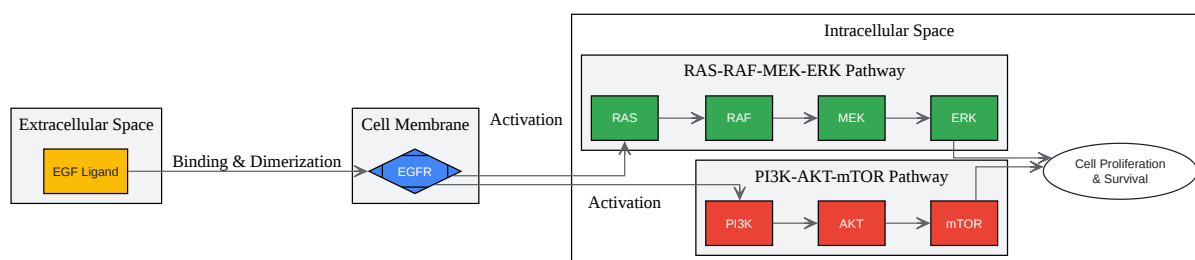 Intracellular Space
RAS-RAF-MEK-ERK Pathway
Extracellular Space
Cell Membrane
Activation
RAS
RAF
MEK
ERK
EGF Ligand
Binding & Dimerization
EGFR
Cell Proliferation
& Survival
PI3K-AKT-mTOR Pathway
Activation
PI3K
AKT
mTOR